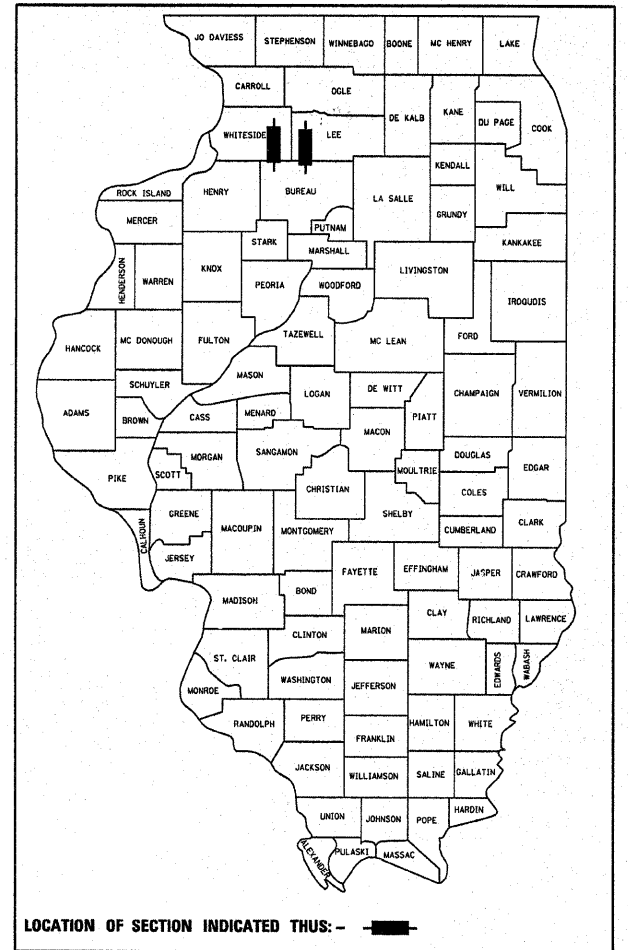 JO DAVIESS STEPHENSON WINNEBAGO BOONE MC HENRY LAKE
CARROLL OGLE
DE KALB KANE
DU PAGE COOK
WHITESIDE LEE
KENDALL WILL
ROCK ISLAND HENRY BUREAU
LA SALLE
GRUNDY
MERCER PUTNAM
STARK MARSHALL
KANKAKEE
HENDERSON WARREN KNOX
PEORIA WOODFORD LIVINGSTON
IROQUOIS
HANCOCK MC DONOUGH FULTON TAZEWELL MC LEAN FORD
MASON
SCHUYLER LOGAN DE WITT CHAMPAIGN VERMILION
ADAMS BROWN CASS MENARD MACON PIATT
MORGAN SANGAMON DOUGLAS EDGAR
PIKE SCOTT MOULTRIE
CHRISTIAN COLES
GREENE SHELBY
CALHOUN MACOUPIN MONTGOMERY CUMBERLAND CLARK
JERSEY
FAYETTE EFFINGHAM JASPER CRAWFORD
MADISON BOND
CLAY RICHLAND LAWRENCE
CLINTON MARION
ST. CLAIR WAYNE EDWARDS WABASH
WASHINGTON JEFFERSON
MONROE
RANDOLPH PERRY HAMILTON WHITE
FRANKLIN
JACKSON WILLIAMSON SALINE GALLATIN
HARDIN
UNION JOHNSON POPE
ALEXANDER PULASKI MASSAC
LOCATION OF SECTION INDICATED THUS: -